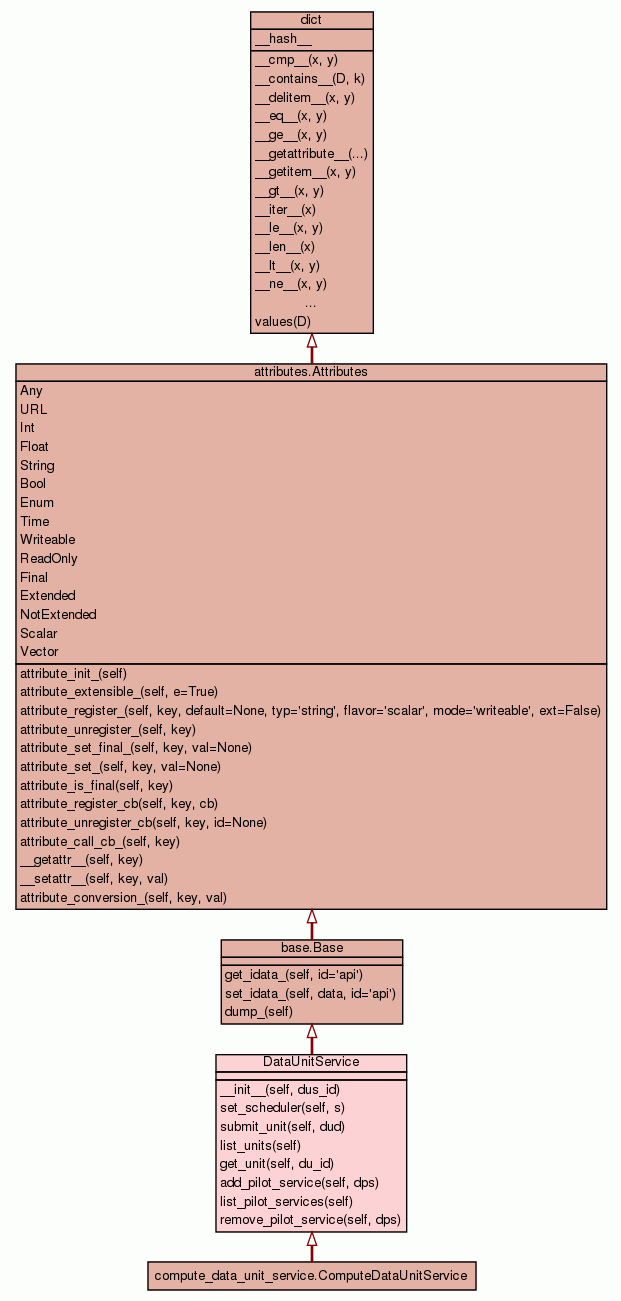 dict
__hash__
__cmp__(x, y)
__contains__(D, k)
__delitem__(x, y)
__eq__(x, y)
__ge__(x, y)
__getattribute__(...)
__getitem__(x, y)
__gt__(x, y)
__iter__(x)
__le__(x, y)
__len__(x)
__lt__(x, y)
__ne__(x, y)
...
values(D)
attributes.Attributes
Any
URL
Int
Float
String
Bool
Enum
Time
Writeable
ReadOnly
Final
Extended
NotExtended
Scalar
Vector
attribute_init_(self)
attribute_extensible_(self, e=True)
attribute_register_(self, key, default=None, typ='string', flavor='scalar', mode='writeable', ext=False)
attribute_unregister_(self, key)
attribute_set_final_(self, key, val=None)
attribute_set_(self, key, val=None)
attribute_is_final(self, key)
attribute_register_cb(self, key, cb)
attribute_unregister_cb(self, key, id=None)
attribute_call_cb_(self, key)
__getattr__(self, key)
__setattr__(self, key, val)
attribute_conversion_(self, key, val)
base.Base
get_idata_(self, id='api')
set_idata_(self, data, id='api')
dump_(self)
DataUnitService
__init__(self, dus_id)
set_scheduler(self, s)
submit_unit(self, dud)
list_units(self)
get_unit(self, du_id)
add_pilot_service(self, dps)
list_pilot_services(self)
remove_pilot_service(self, dps)
compute_data_unit_service.ComputeDataUnitService